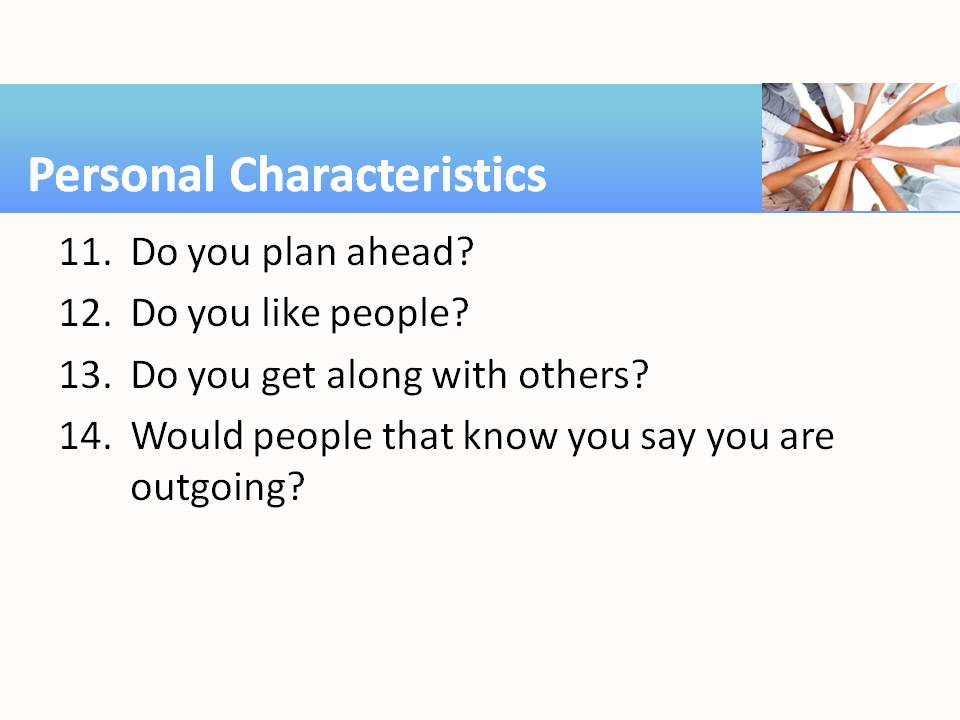 Personal Characteristics
11. Do you plan ahead?
12. Do you like people?
13. Do you get along with others?
14. Would people that know you say you are
outgoing?